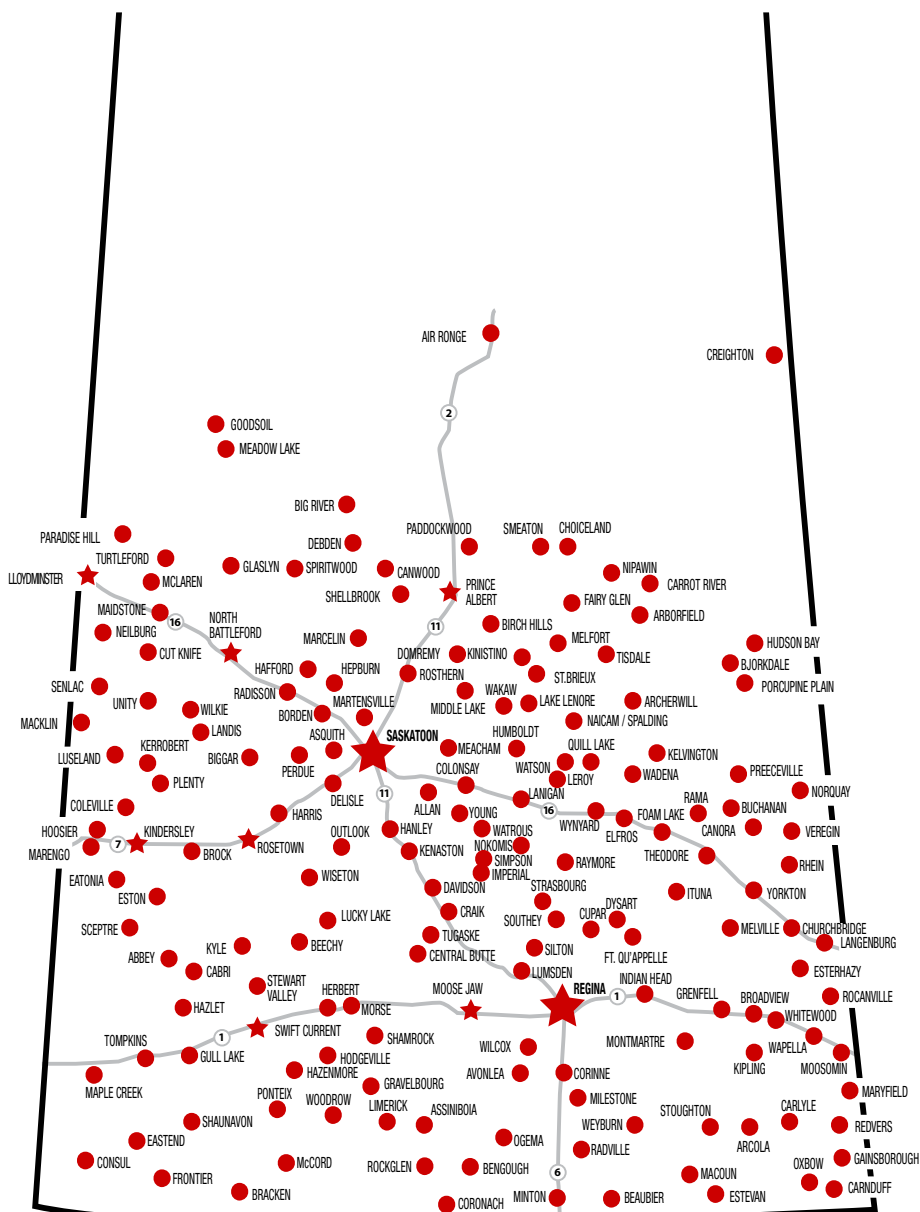 AIR RONGE
CREIGHTON
2
GOODSOIL
MEADOW LAKE
BIG RIVER
PADDOCKWOOD
SMEATON
CHOICELAND
PARADISE HILL
DEBDEN
TURTLEFORD
GLASLYN
SPIRITWOOD
CANWOOD
NIPAWIN
LLOYDMINSTER
MCLAREN
PRINCE
ALBERT
CARROT RIVER
SHELLBROOK
FAIRY GLEN
MAIDSTONE
16
NORTH
BATTLEFORD
ARBORFIELD
NEILBURG
11
BIRCH HILLS
MARCELIN
MELFORT
HUDSON BAY
CUT KNIFE
DOMREMY
KINISTINO
TISDALE
BJORKDALE
HAFFORD
HEPBURN
ROSTHERN
ST.BRIEUX
PORCUPINE PLAIN
SENLAC
RADISSON
WAKAW
UNITY
MARTENSVILLE
MIDDLE LAKE
LAKE LENORE
ARCHERWILL
WILKIE
BORDEN
MACKLIN
NAICAM / SPALDING
LANDIS
ASQUITH
SASKATOON
HUMBOLDT
KERROBERT
MEACHAM
QUILL LAKE
KELVINGTON
LUSELAND
BIGGAR
PERDUE
WATSON
COLONSAY
LEROY
WADENA
PREECEVILLE
PLENTY
DELISLE
11
ALLAN
LANIGAN
NORQUAY
COLEVILLE
HARRIS
YOUNG
16
WYNYARD
FOAM LAKE
RAMA
BUCHANAN
HOOSIER
KINDERSLEY
OUTLOOK
HANLEY
WATROUS
ELFROS
CANORA
VEREGIN
7
ROSETOWN
NOKOMIS
MARENGO
BROCK
KENASTON
SIMPSON
RAYMORE
THEODORE
RHEIN
EATONIA
WISETON
IMPERIAL
ESTON
DAVIDSON
STRASBOURG
ITUNA
YORKTON
LUCKY LAKE
CRAIK
DYSART
SCEPTRE
SOUTHEY
CUPAR
MELVILLE
CHURCHBRIDGE
TUGASKE
LANGENBURG
KYLE
BEECHY
SILTON
FT. QU'APPELLE
ABBEY
CENTRAL BUTTE
CABRI
LUMSDEN
ESTERHAZY
STEWART
VALLEY
INDIAN HEAD
REGINA
MOOSE JAW
1
HERBERT
GRENFELL
BROADVIEW
ROCANVILLE
HAZLET
MORSE
WHITEWOOD
SWIFT CURRENT
1
SHAMROCK
WAPELLA
TOMPKINS
WILCOX
MONTMARTRE
GULL LAKE
HODGEVILLE
KIPLING
MOOSOMIN
HAZENMORE
MAPLE CREEK
AVONLEA
CORINNE
GRAVELBOURG
MARYFIELD
PONTEIX
MILESTONE
WOODROW
LIMERICK
ASSINIBOIA
STOUGHTON
CARLYLE
SHAUNAVON
WEYBURN
REDVERS
EASTEND
OGEMA
ARCOLA
RADVILLE
CONSUL
McCORD
ROCKGLEN
BENGOUGH
GAINSBOROUGH
6
MACOUN
OXBOW
FRONTIER
CARNDUFF
BRACKEN
MINTON
BEAUBIER
ESTEVAN
CORONACH